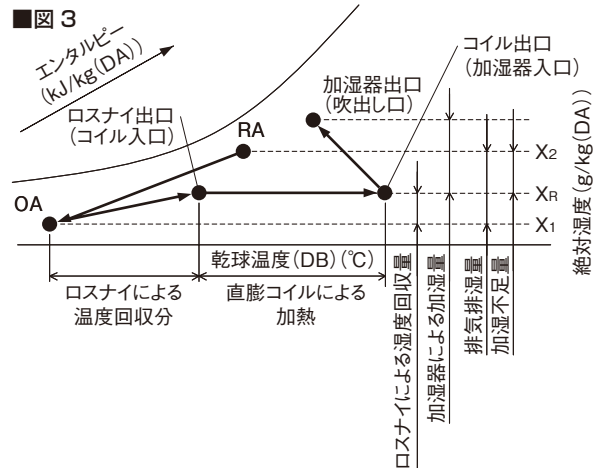 ■図3
エンタルピー
(kJ/kg(DA))
ロスナイ出口
(コイル入口)
加湿器出口
(吹出し口)
コイル出口
(加湿器入口)
RA
OA
X2
XR
X1
絶対湿度(g/kg(DA))
乾球温度(DB)(℃)
ロスナイによる
温度回収分
直膨コイルによる
加熱
ロスナイによる湿度回収量
加湿器による加湿量
排気排湿量
加湿不足量